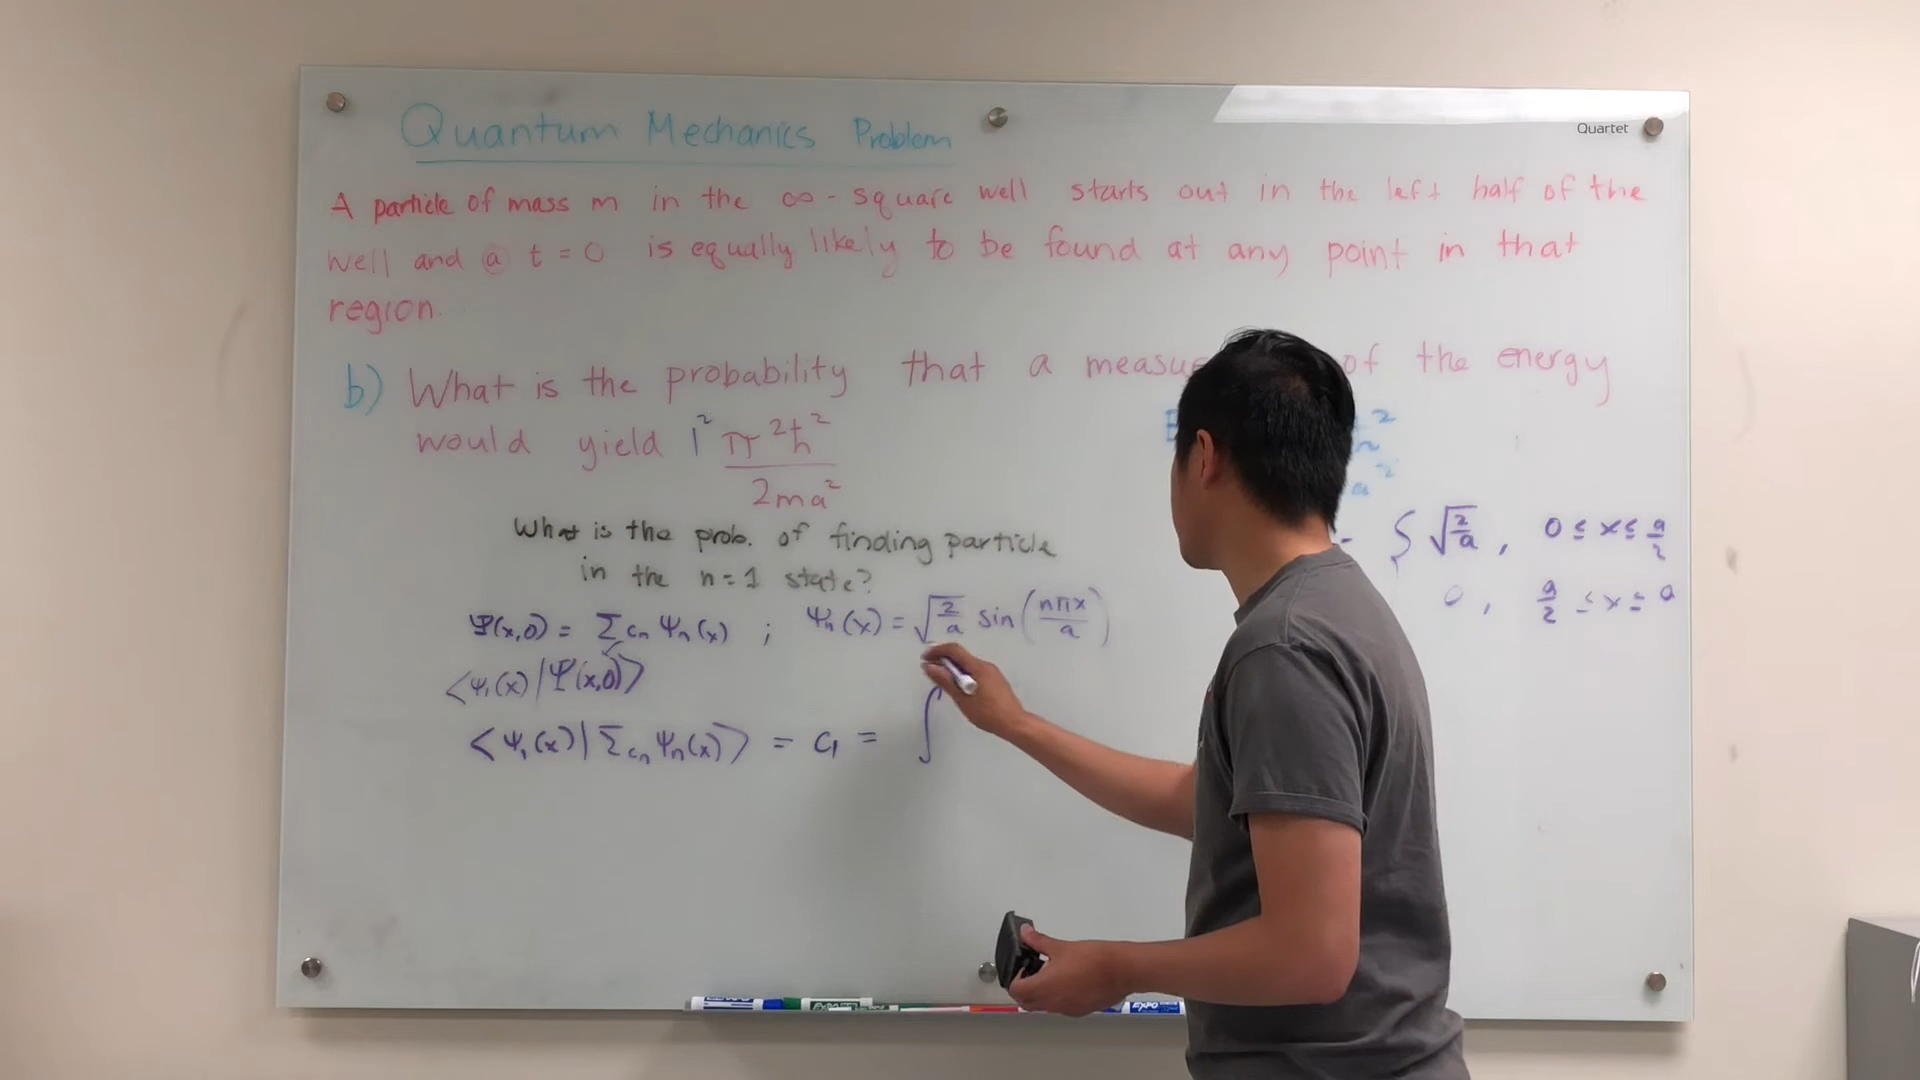 Quantum Mechanics Problem
Quartet
A particle of mass m in the ∞ - square well starts out in the left half of the
well and @ t = 0 is equally likely to be found at any point in that
region.
b) What is the probability that a of the energy
would yield 1² π²ħ² / 2ma²
What is the prob. of finding particle
in the n = 1 state?
{ √(2/a) , 0 ≤ x ≤ a/2
0 , a/2 ≤ x ≤ a
Ψ(x,0) = Σ cₙ ψₙ(x) ; ψₙ(x) = √(2/a) sin(nπx/a)
<ψ₁(x)|Ψ(x,0)>
<ψ₁(x)|Σ cₙ ψₙ(x)> = c₁ = ∫
EXPO
EXPO